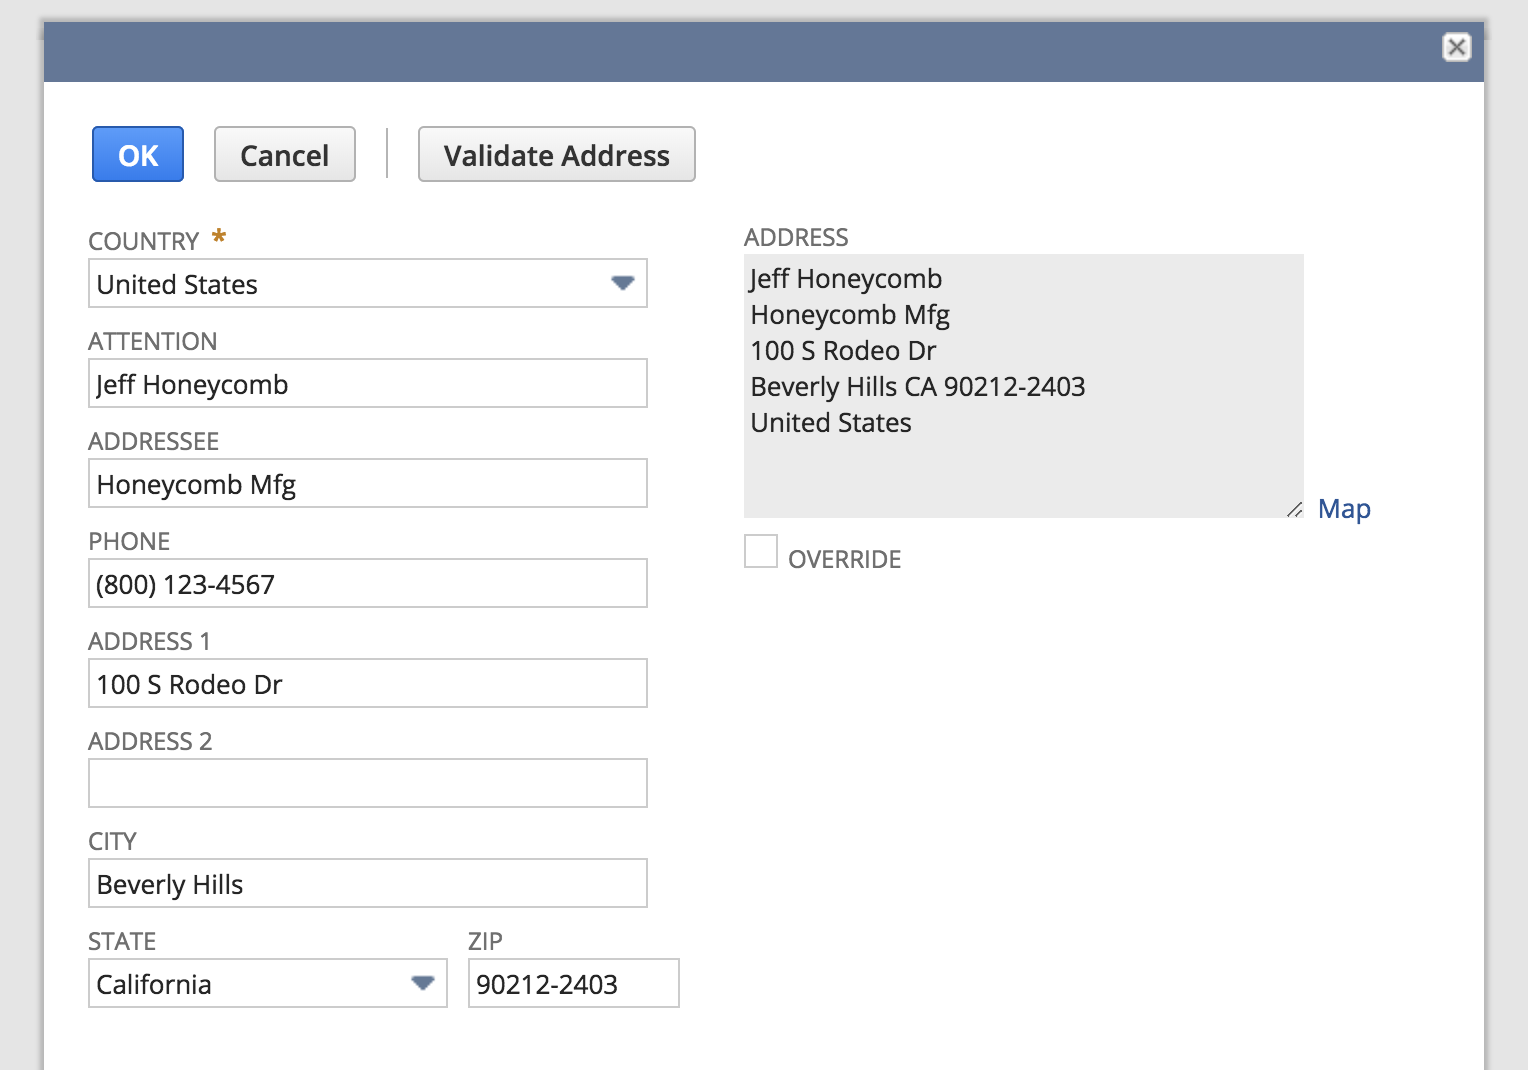 OK
Cancel
Validate Address
COUNTRY *
United States
ATTENTION
Jeff Honeycomb
ADDRESSEE
Honeycomb Mfg
PHONE
(800) 123-4567
ADDRESS 1
100 S Rodeo Dr
ADDRESS 2
CITY
Beverly Hills
STATE
California
ZIP
90212-2403
ADDRESS
Jeff Honeycomb
Honeycomb Mfg
100 S Rodeo Dr
Beverly Hills CA 90212-2403
United States
Map
OVERRIDE